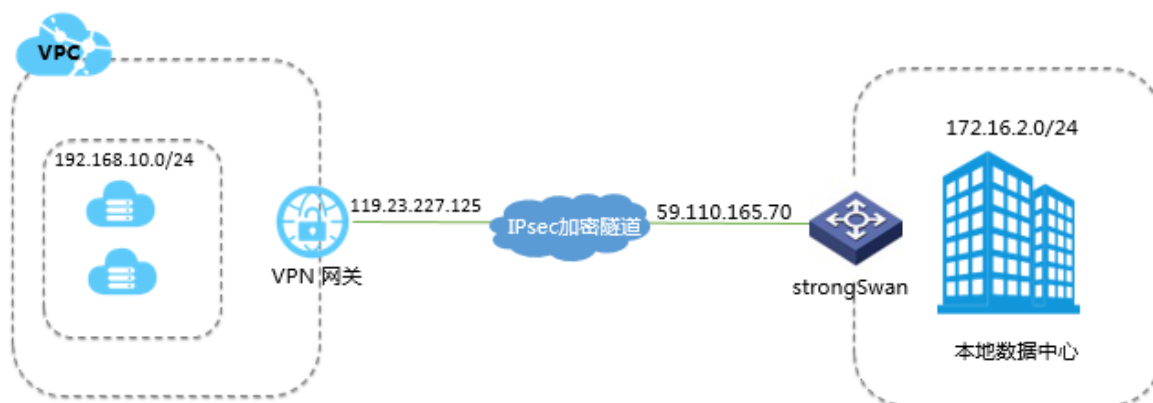 VPC
192.168.10.0/24
119.23.227.125
VPN 网关
IPsec加密隧道
59.110.165.70
strongSwan
172.16.2.0/24
本地数据中心